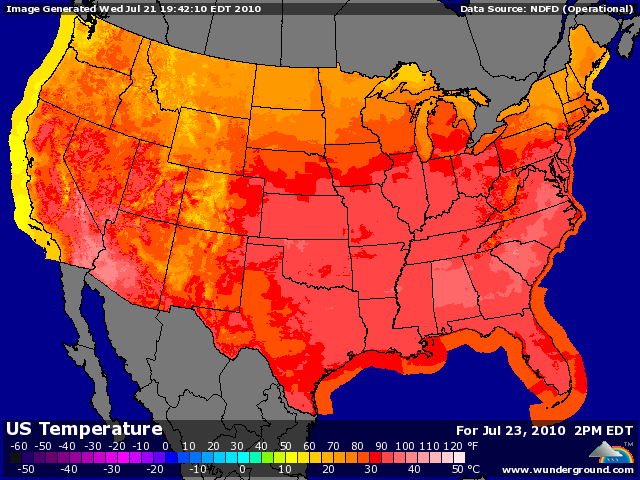 Image Generated Wed Jul 21 19:42:10 EDT 2010 Data Source: NDFD (Operational)
US Temperature For Jul 23, 2010 2PM EDT
-60 -50 -40 -30 -20 -10 0 10 20 30 40 50 60 70 80 90 100 110 120 °F
-50 -40 -30 -20 -10 0 10 20 30 40 50 °C
TM
www.wunderground.com